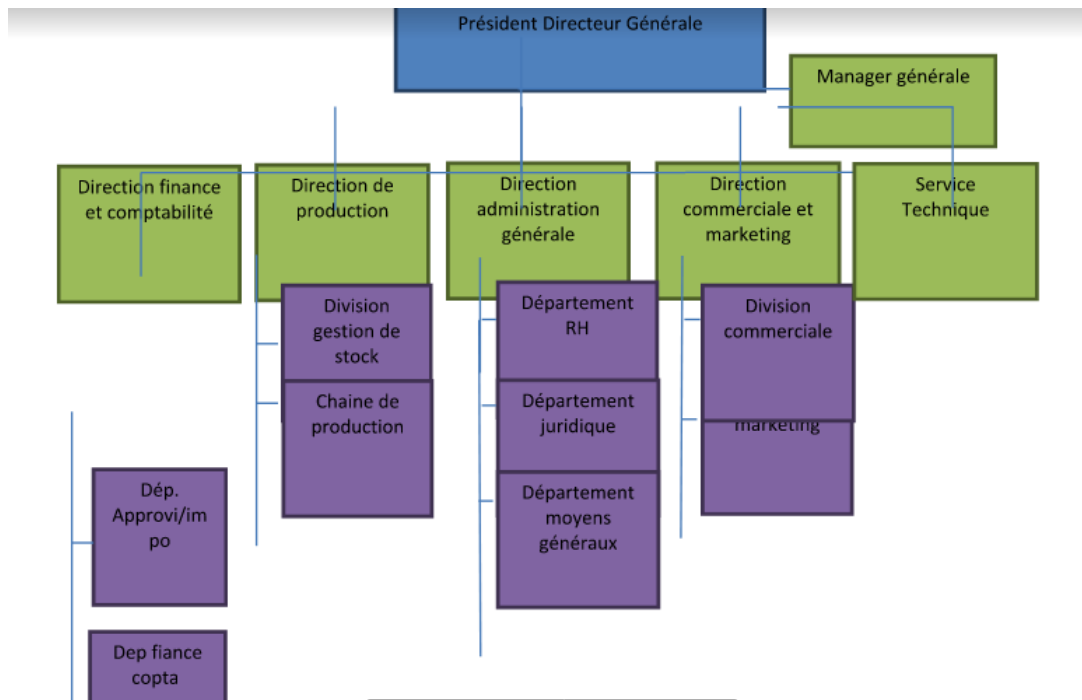 Président Directeur Générale
Manager générale
Direction finance
et comptabilité
Direction de
production
Direction
administration
générale
Direction
commerciale et
marketing
Service
Technique
Division
gestion de
stock
Chaine de
production
Département
RH
Département
juridique
Département
moyens
généraux
Division
commerciale
marketing
Dép.
Approvi/im
po
Dep fiance
copta